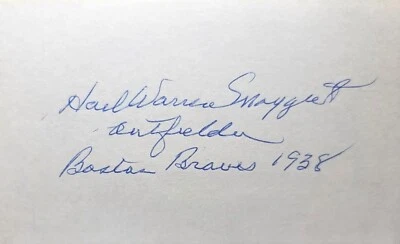 Harl Warren Maggert
Outfielder
Boston Braves 1938